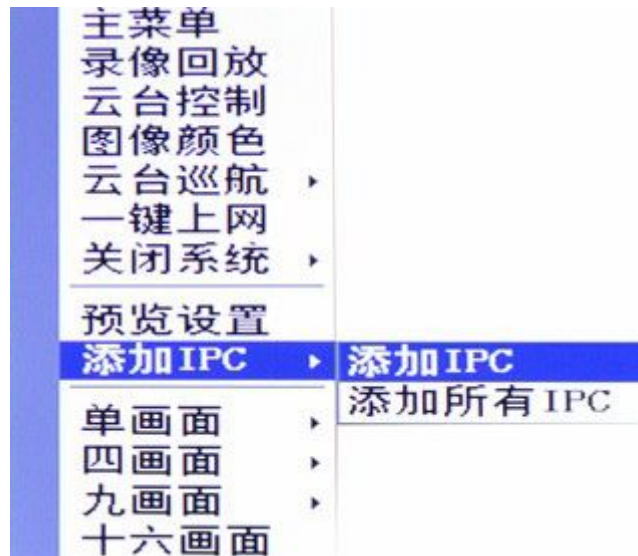 主菜单
录像回放
云台控制
图像颜色
云台巡航
一键上网
关闭系统
预览设置
添加IPC
添加IPC
添加所有IPC
单画面
四画面
九画面
十六画面